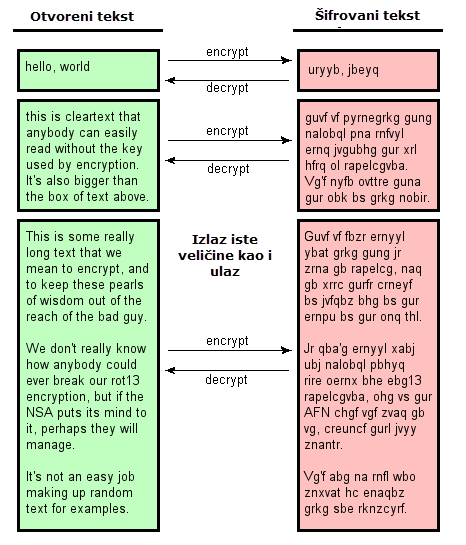 Otvoreni tekst
Šifrovani tekst
hello, world
encrypt
decrypt
uryyb, jbeyq
this is cleartext that
anybody can easily
read without the key
used by encryption.
It's also bigger than
the box of text above.
encrypt
decrypt
guvf vf pyrnegrkg gung
nalobql pna rnfvyl
ernq jvgubhg gur xrl
hfrq ol rapelcgvba.
Vg'f nyfb ovttre guna
gur obk bs grkg nobir.
This is some really
long text that we
mean to encrypt, and
to keep these pearls
of wisdom out of the
reach of the bad guy.
We don't really know
how anybody could
ever break our rot13
encryption, but if the
NSA puts its mind to
it, perhaps they will
manage.
It's not an easy job
making up random
text for examples.
Izlaz iste
veličine kao i
ulaz
encrypt
decrypt
Guvf vf fbzr ernyyl
ybat grkg gung jr
zrna gb rapelcg, naq
gb xrrc gurfr crneyf
bs jvfqbz bhg bs gur
ernpu bs gur onq thl.
Jr qba'g ernyyl xabj
ubj nalobql pbhyq
rire oernx bhe ebg13
rapelcgvba, ohg vs gur
AFN chgf vgf zvaq gb
vg, creuncf gurl jvyy
znantr.
Vg'f abg na rnfl wbo
znxvat hc enaqbz
grkg sbe rknzcyrf.